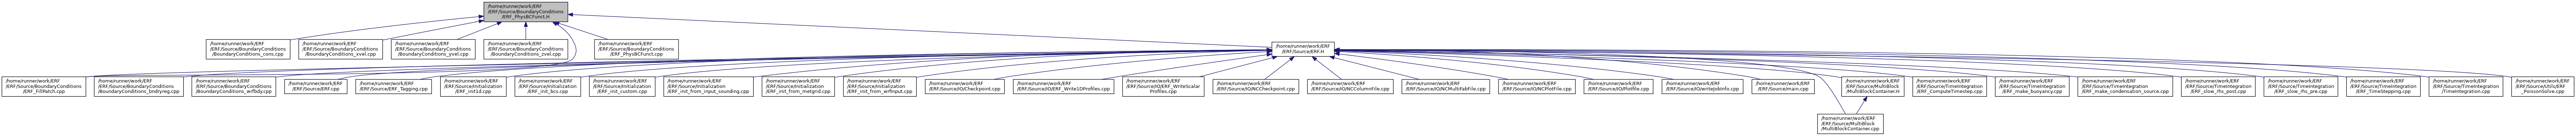 /home/runner/work/ERF
/ERF/Source/BoundaryConditions
/ERF_PhysBCFunct.H
/home/runner/work/ERF
/ERF/Source/BoundaryConditions
/BoundaryConditions_cons.cpp
/home/runner/work/ERF
/ERF/Source/BoundaryConditions
/BoundaryConditions_xvel.cpp
/home/runner/work/ERF
/ERF/Source/BoundaryConditions
/BoundaryConditions_yvel.cpp
/home/runner/work/ERF
/ERF/Source/BoundaryConditions
/BoundaryConditions_zvel.cpp
/home/runner/work/ERF
/ERF/Source/BoundaryConditions
/ERF_PhysBCFunct.cpp
/home/runner/work/ERF
/ERF/Source/ERF.H
/home/runner/work/ERF
/ERF/Source/BoundaryConditions
/ERF_FillPatch.cpp
/home/runner/work/ERF
/ERF/Source/BoundaryConditions
/BoundaryConditions_bndryreg.cpp
/home/runner/work/ERF
/ERF/Source/BoundaryConditions
/BoundaryConditions_wrfbdy.cpp
/home/runner/work/ERF
/ERF/Source/ERF.cpp
/home/runner/work/ERF
/ERF/Source/ERF_Tagging.cpp
/home/runner/work/ERF
/ERF/Source/Initialization
/ERF_init1d.cpp
/home/runner/work/ERF
/ERF/Source/Initialization
/ERF_init_bcs.cpp
/home/runner/work/ERF
/ERF/Source/Initialization
/ERF_init_custom.cpp
/home/runner/work/ERF
/ERF/Source/Initialization
/ERF_init_from_input_sounding.cpp
/home/runner/work/ERF
/ERF/Source/Initialization
/ERF_init_from_metgrid.cpp
/home/runner/work/ERF
/ERF/Source/Initialization
/ERF_init_from_wrfinput.cpp
/home/runner/work/ERF
/ERF/Source/IO/Checkpoint.cpp
/home/runner/work/ERF
/ERF/Source/IO/ERF_Write1DProfiles.cpp
/home/runner/work/ERF
/ERF/Source/IO/ERF_WriteScalar
Profiles.cpp
/home/runner/work/ERF
/ERF/Source/IO/NCCheckpoint.cpp
/home/runner/work/ERF
/ERF/Source/IO/NCColumnFile.cpp
/home/runner/work/ERF
/ERF/Source/IO/NCMultiFabFile.cpp
/home/runner/work/ERF
/ERF/Source/IO/NCPlotFile.cpp
/home/runner/work/ERF
/ERF/Source/IO/Plotfile.cpp
/home/runner/work/ERF
/ERF/Source/IO/writeJobInfo.cpp
/home/runner/work/ERF
/ERF/Source/main.cpp
/home/runner/work/ERF
/ERF/Source/MultiBlock
/MultiBlockContainer.H
/home/runner/work/ERF
/ERF/Source/TimeIntegration
/ERF_ComputeTimestep.cpp
/home/runner/work/ERF
/ERF/Source/TimeIntegration
/ERF_make_buoyancy.cpp
/home/runner/work/ERF
/ERF/Source/TimeIntegration
/ERF_make_condensation_source.cpp
/home/runner/work/ERF
/ERF/Source/TimeIntegration
/ERF_slow_rhs_post.cpp
/home/runner/work/ERF
/ERF/Source/TimeIntegration
/ERF_slow_rhs_pre.cpp
/home/runner/work/ERF
/ERF/Source/TimeIntegration
/ERF_TimeStepping.cpp
/home/runner/work/ERF
/ERF/Source/TimeIntegration
/TimeIntegration.cpp
/home/runner/work/ERF
/ERF/Source/Utils/ERF
_PoissonSolve.cpp
/home/runner/work/ERF
/ERF/Source/MultiBlock
/MultiBlockContainer.cpp